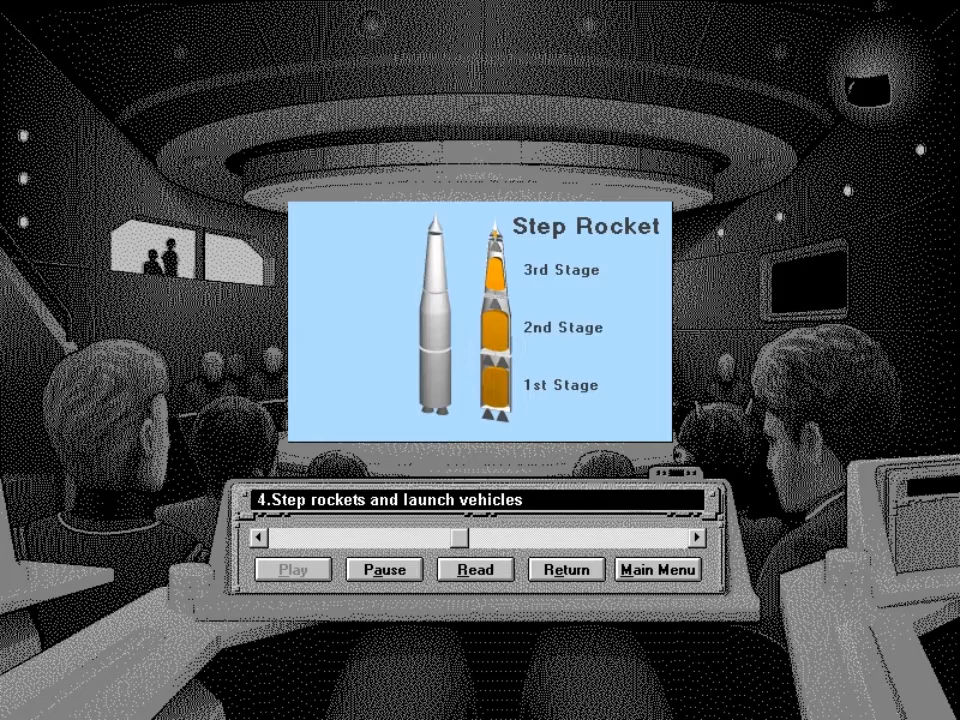 Step Rocket
3rd Stage
2nd Stage
1st Stage
4.Step rockets and launch vehicles
Play Pause Read Return Main Menu